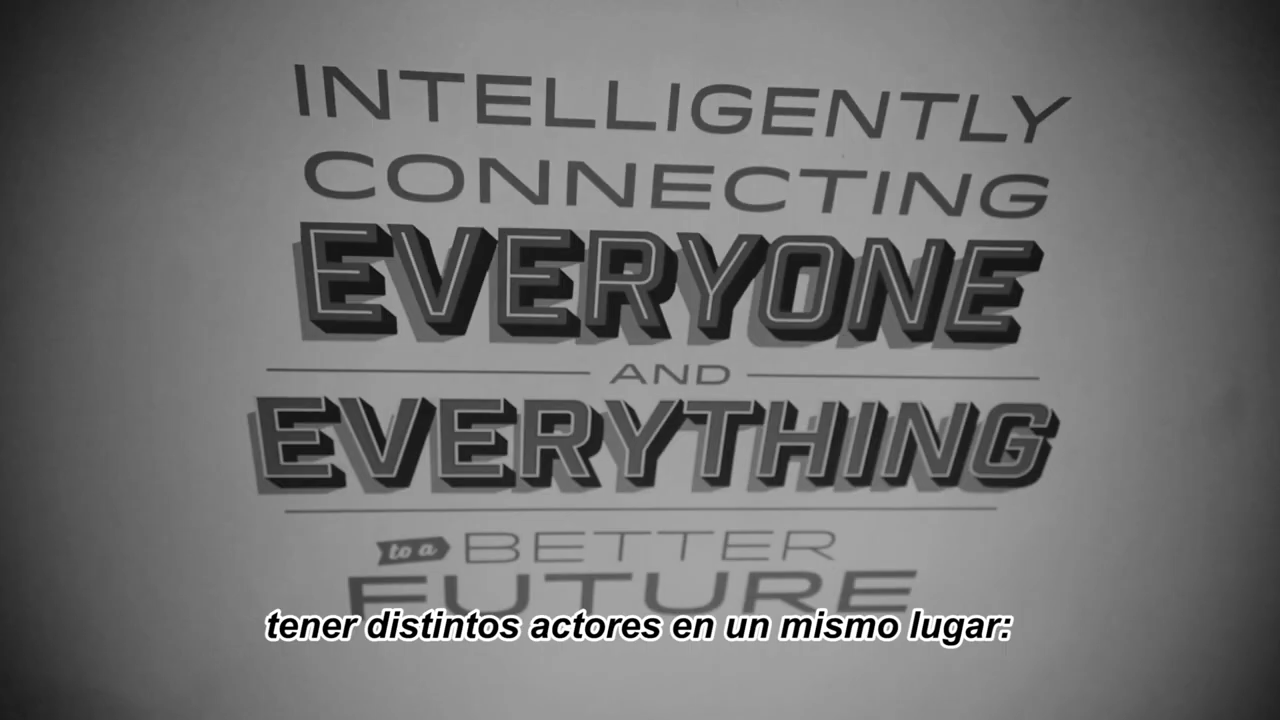 INTELLIGENTLY
CONNECTING
EVERYONE
AND
EVERYTHING
to a BETTER
FUTURE
tener distintos actores en un mismo lugar: